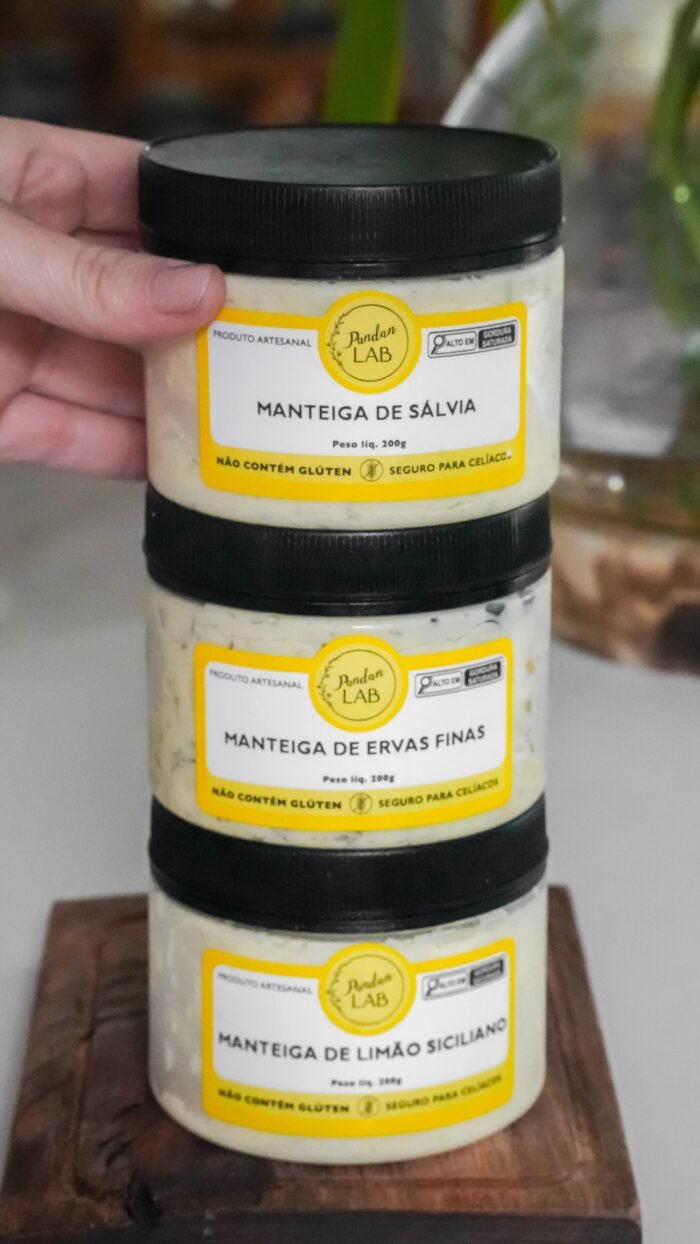 PRODUTO ARTESANAL
Pandan
LAB
ALTO EM
GORDURA
SATURADA
MANTEIGA DE SÁLVIA
Peso líq. 200g
NÃO CONTÉM GLÚTEN
SEGURO PARA CELÍACOS
PRODUTO ARTESANAL
Pandan
LAB
ALTO EM
GORDURA
SATURADA
MANTEIGA DE ERVAS FINAS
Peso líq. 200g
NÃO CONTÉM GLÚTEN
SEGURO PARA CELÍACOS
PRODUTO ARTESANAL
Pandan
LAB
ALTO EM
GORDURA
SATURADA
MANTEIGA DE LIMÃO SICILIANO
Peso líq. 200g
NÃO CONTÉM GLÚTEN
SEGURO PARA CELÍACOS